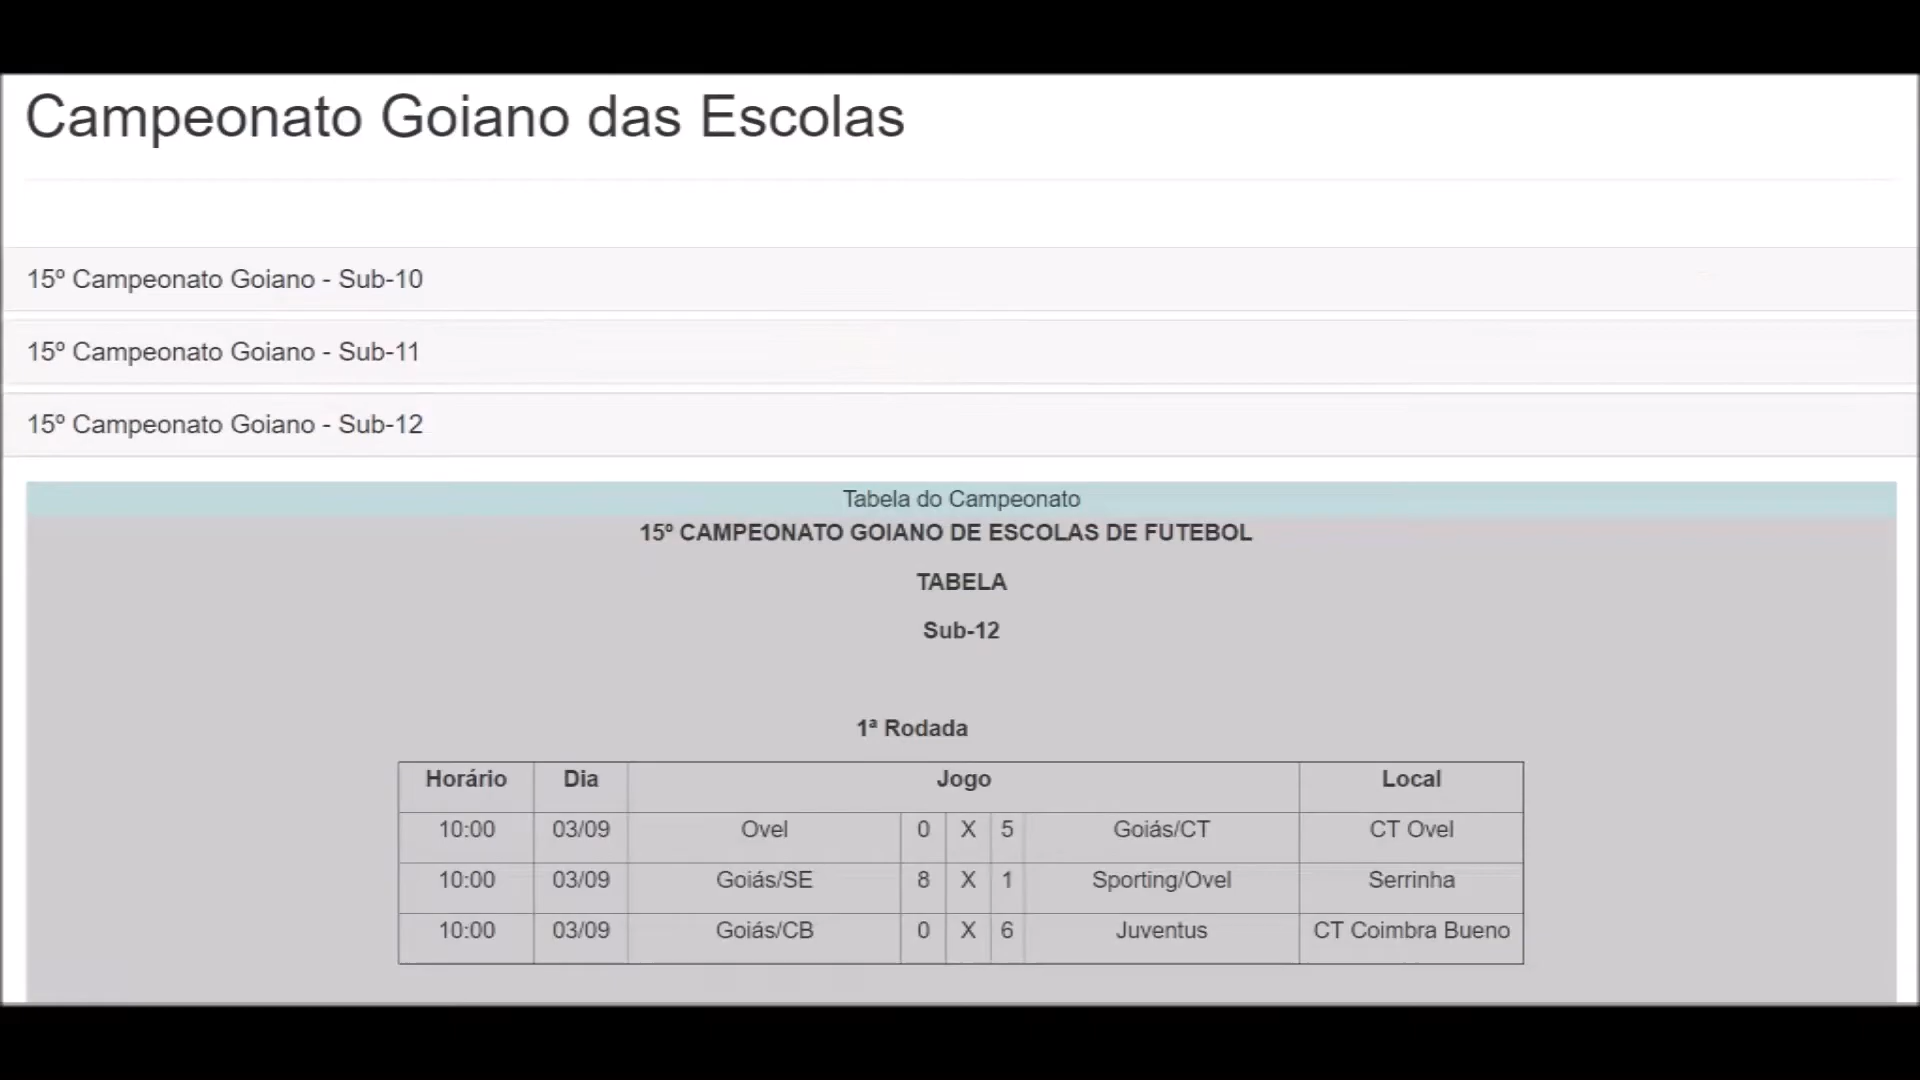 Campeonato Goiano das Escolas
15º Campeonato Goiano - Sub-10
15º Campeonato Goiano - Sub-11
15º Campeonato Goiano - Sub-12
Tabela do Campeonato
15º CAMPEONATO GOIANO DE ESCOLAS DE FUTEBOL
TABELA
Sub-12
1ª Rodada
Horário Dia Jogo Local
10:00 03/09 Ovel 0 X 5 Goiás/CT CT Ovel
10:00 03/09 Goiás/SE 8 X 1 Sporting/Ovel Serrinha
10:00 03/09 Goiás/CB 0 X 6 Juventus CT Coimbra Bueno